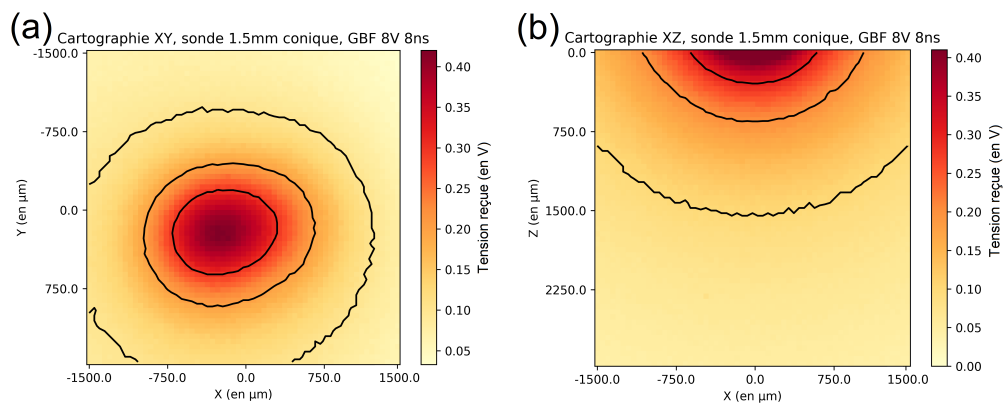 (a)
Cartographie XY, sonde 1.5mm conique, GBF 8V 8ns
-1500.0
-750.0
0.0
750.0
Y (en μm)
-1500.0 -750.0 0.0 750.0 1500.0
X (en μm)
0.40
0.35
0.30
0.25
0.20
0.15
0.10
0.05
Tension reçue (en V)
(b)
Cartographie XZ, sonde 1.5mm conique, GBF 8V 8ns
0.0
750.0
1500.0
2250.0
Z (en μm)
-1500.0 -750.0 0.0 750.0 1500.0
X (en μm)
0.40
0.35
0.30
0.25
0.20
0.15
0.10
0.05
0.00
Tension reçue (en V)